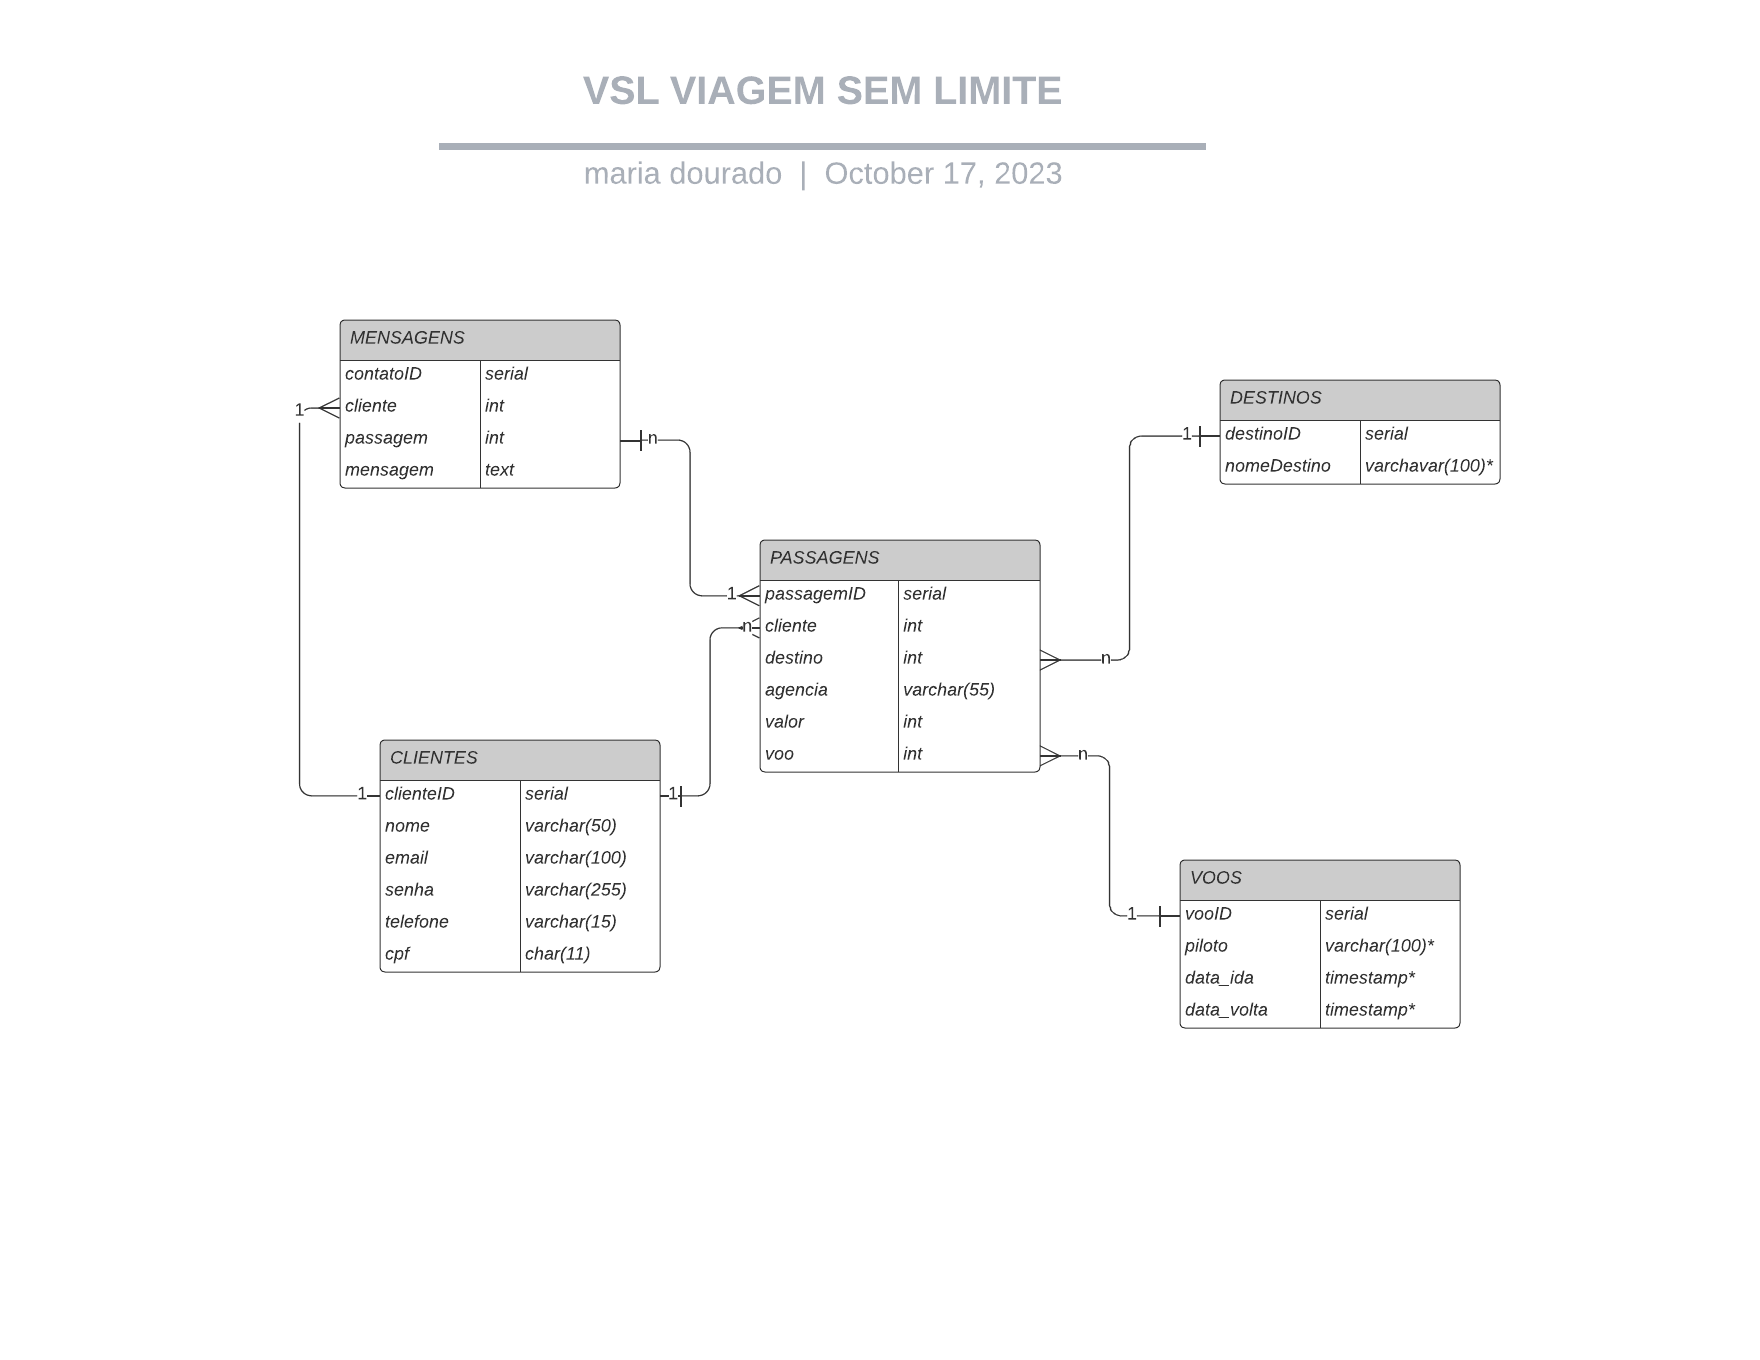 VSL VIAGEM SEM LIMITE
maria dourado | October 17, 2023
MENSAGENS
contatoID serial
cliente int
passagem int
mensagem text
1
n
1
n
1
1
DESTINOS
destinoID serial
nomeDestino varchavar(100)*
1
n
PASSAGENS
passagemID serial
cliente int
destino int
agencia varchar(55)
valor int
voo int
n
1
CLIENTES
clienteID serial
nome varchar(50)
email varchar(100)
senha varchar(255)
telefone varchar(15)
cpf char(11)
VOOS
vooID serial
piloto varchar(100)*
data_ida timestamp*
data_volta timestamp*